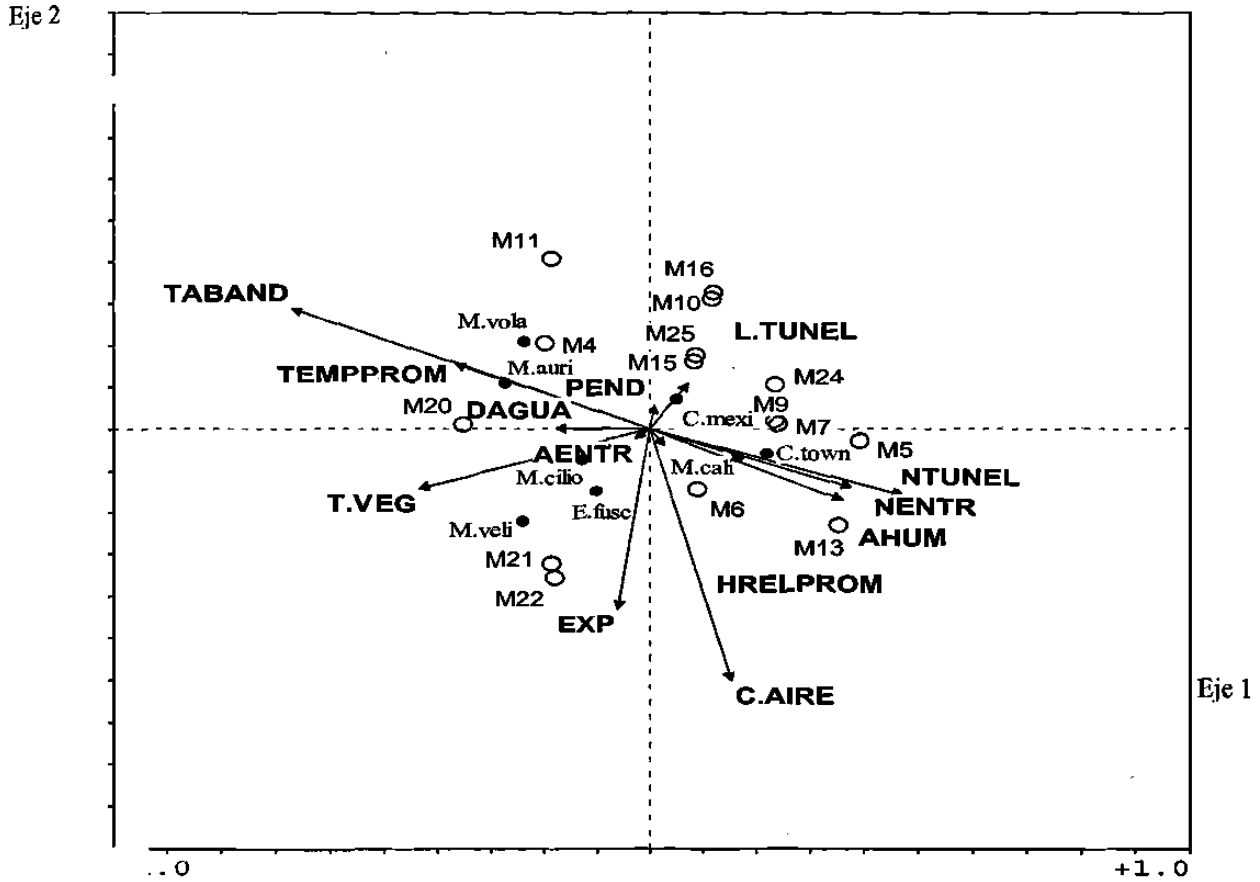 Eje 2
M11
M16
TABAND
M10
M.vola
M25
L.TUNEL
M4
M15
TEMPPROM
M.auri
PEND
M24
M20
DAGUA
C.mexi
M9
M7
AENTR
M5
M.cali
C.town
M.cilio
NTUNEL
T.VEG
E.fusc
M6
NENTR
M.veli
M13
AHUM
M21
M22
HRELPROM
EXP
C.AIRE
Eje 1
..0
+1.0